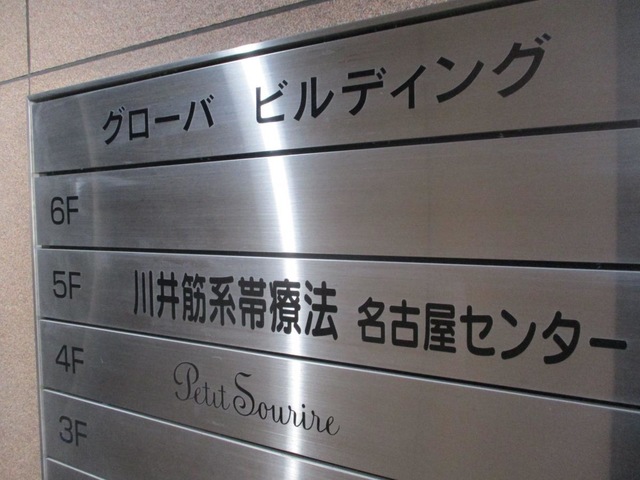 グローバ ビルディング
6F
5F 川井筋系帯療法 名古屋センター
4F Petit Sourire
3F